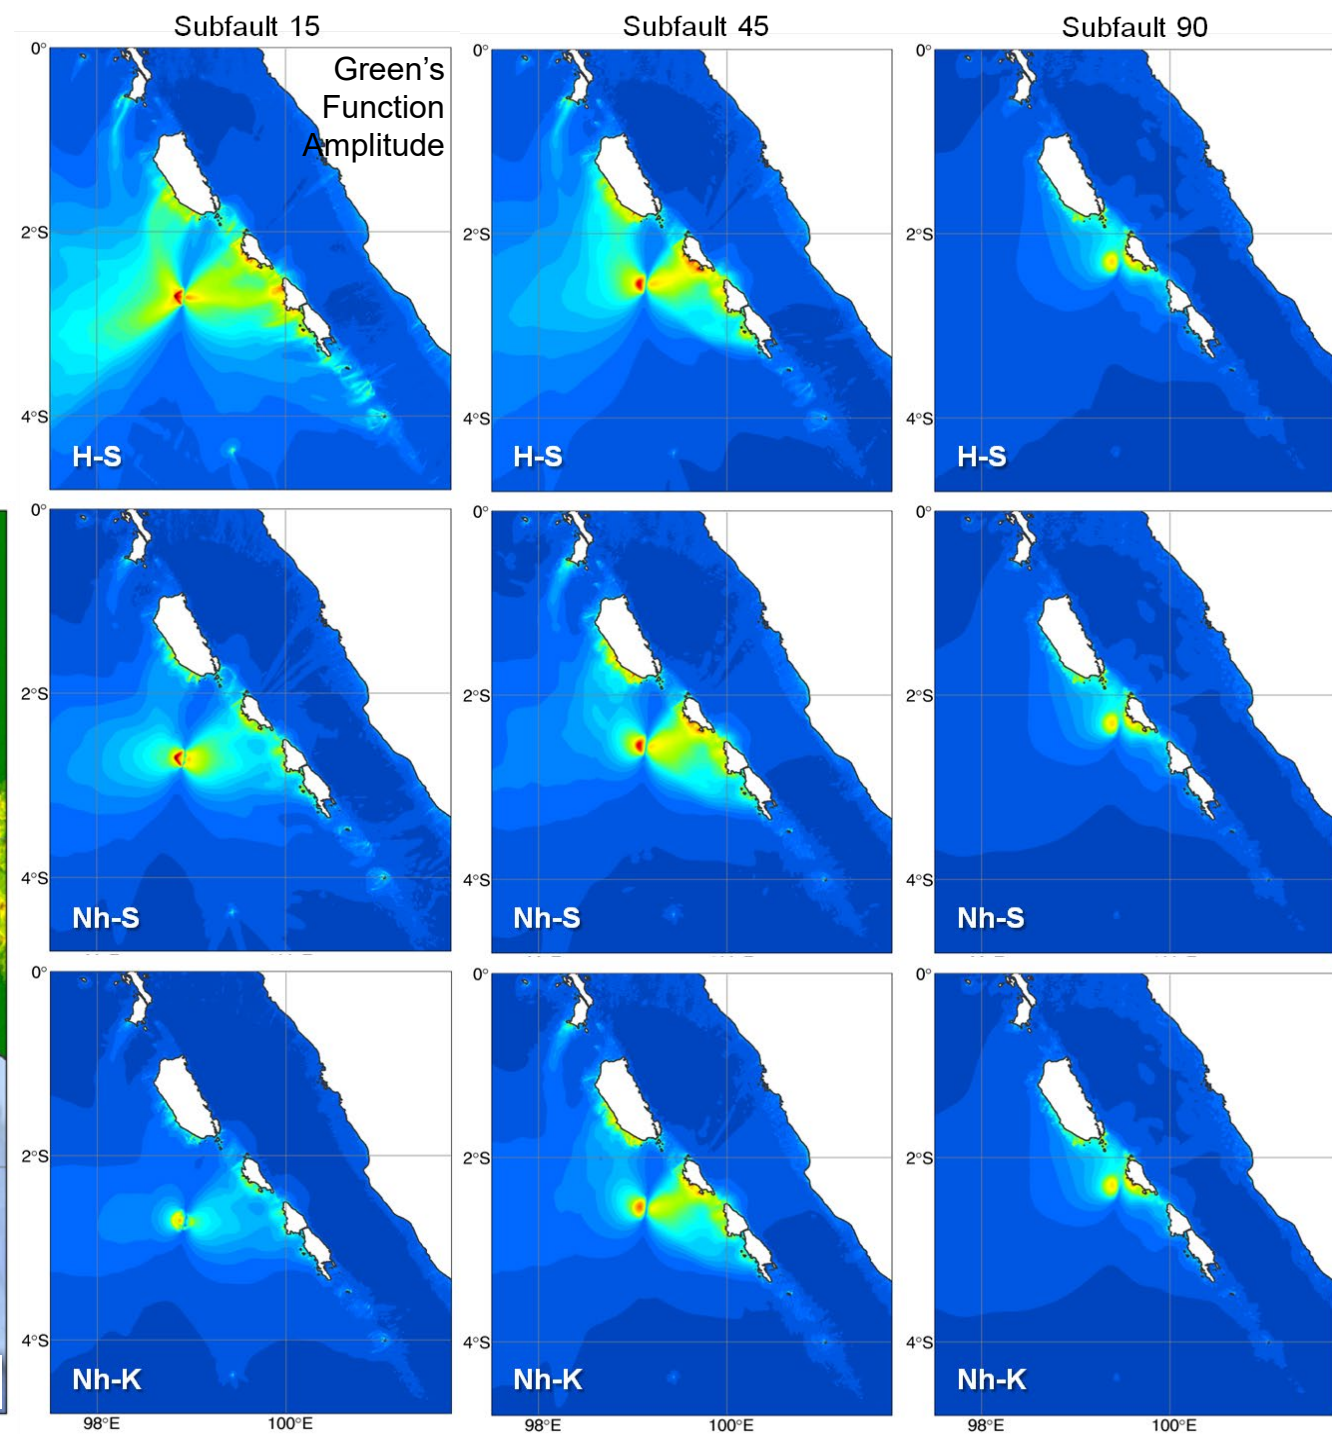 Subfault 15 Subfault 45 Subfault 90
0° 0° 0°
Green’s
Function
Amplitude
2°S 2°S 2°S
4°S 4°S 4°S
H-S H-S H-S
0° 0° 0°
2°S 2°S 2°S
4°S 4°S 4°S
Nh-S Nh-S Nh-S
0° 0° 0°
2°S 2°S 2°S
4°S 4°S 4°S
Nh-K Nh-K Nh-K
98°E 100°E 98°E 100°E 98°E 100°E